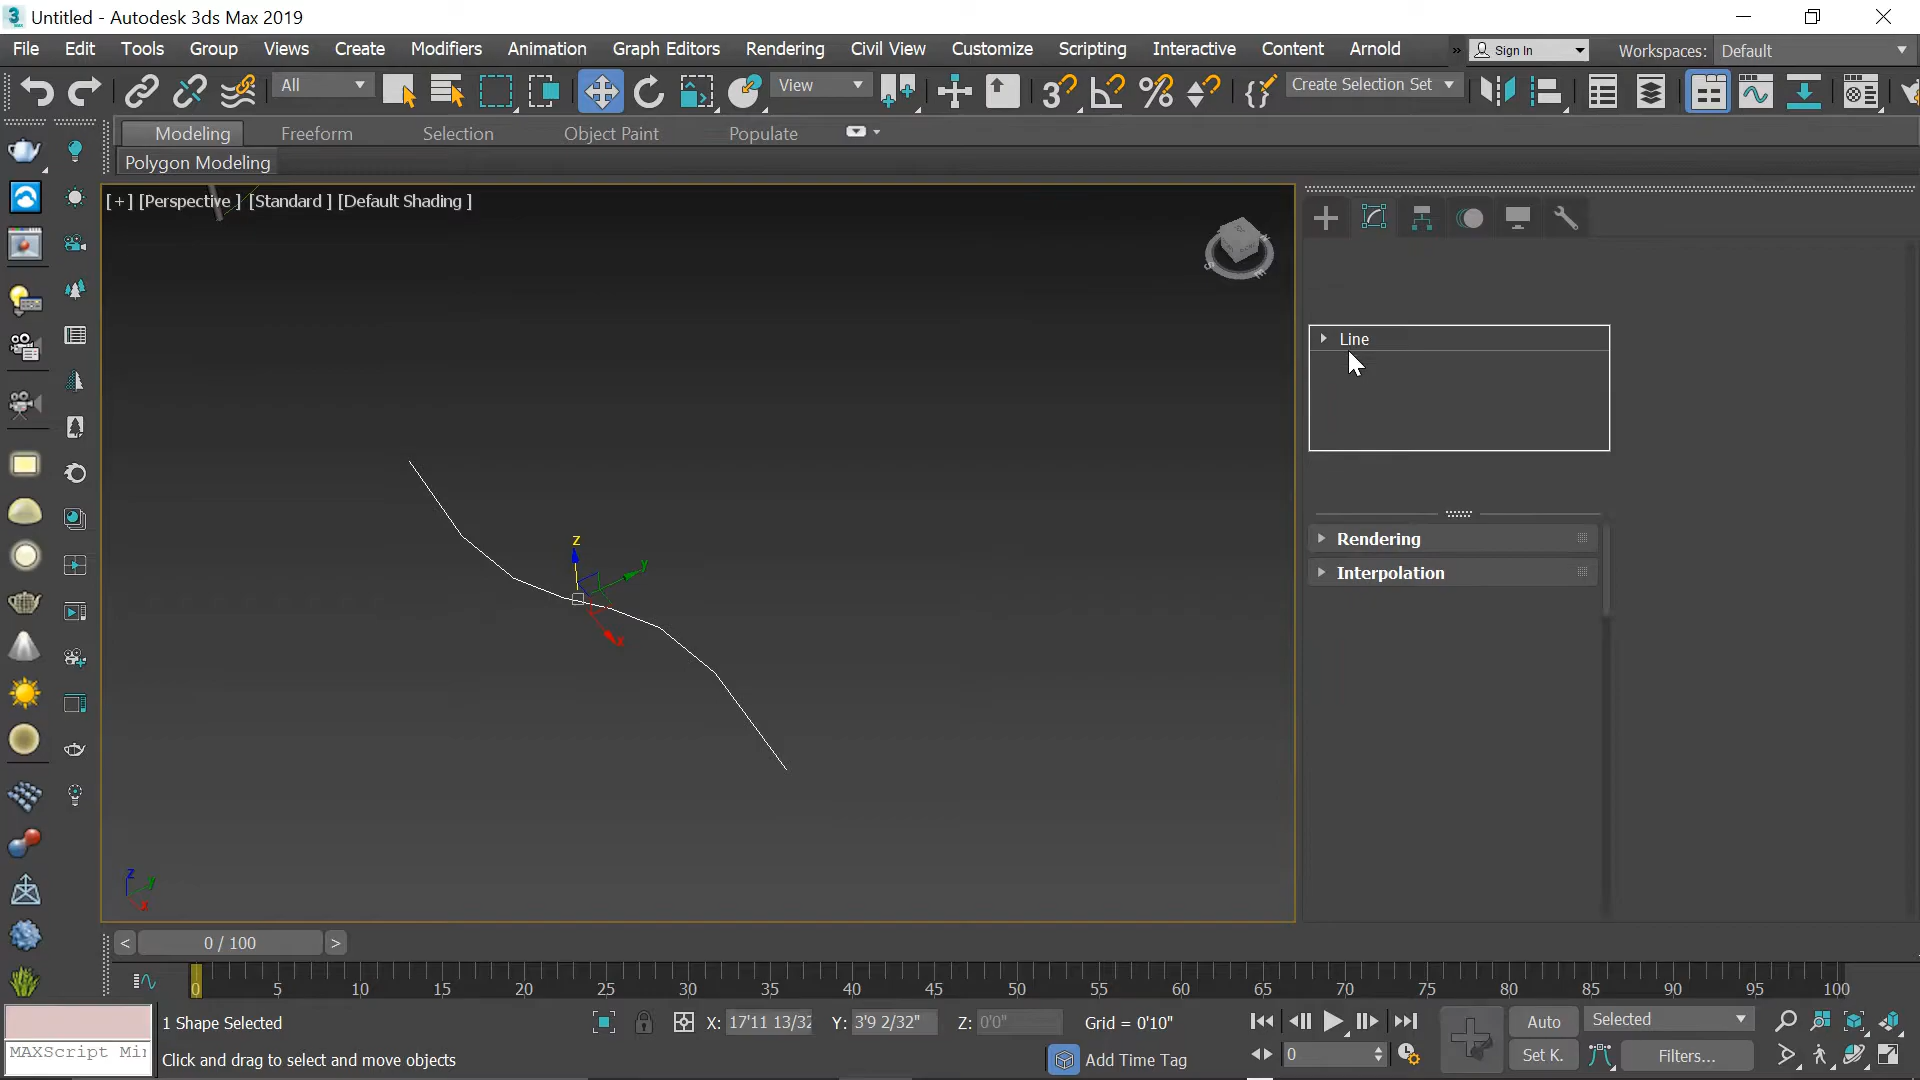 Untitled - Autodesk 3ds Max 2019
File Edit Tools Group Views Create Modifiers Animation Graph Editors Rendering Civil View Customize Scripting Interactive Content Arnold » Sign In Workspaces: Default
All View Create Selection Set
Modeling Freeform Selection Object Paint Populate
Polygon Modeling
[+] [Perspective ] [Standard ] [Default Shading ]
Line
Rendering
Interpolation
z
y
x
z
y
x
< 0 / 100 >
0 5 10 15 20 25 30 35 40 45 50 55 60 65 70 75 80 85 90 95 100
1 Shape Selected X: 17'11 13/32 Y: 3'9 2/32" Z: 0'0" Grid = 0'10" Auto Selected
MAXScript Mi Click and drag to select and move objects Add Time Tag 0 Set K. Filters...